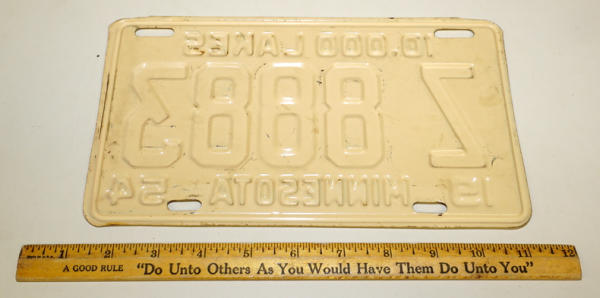 10,000 LAKES
Z 8883
19 MINNESOTA 54
1 2 3 4 5 6 7 8 9 10 11 12
A GOOD RULE "Do Unto Others As You Would Have Them Do Unto You"